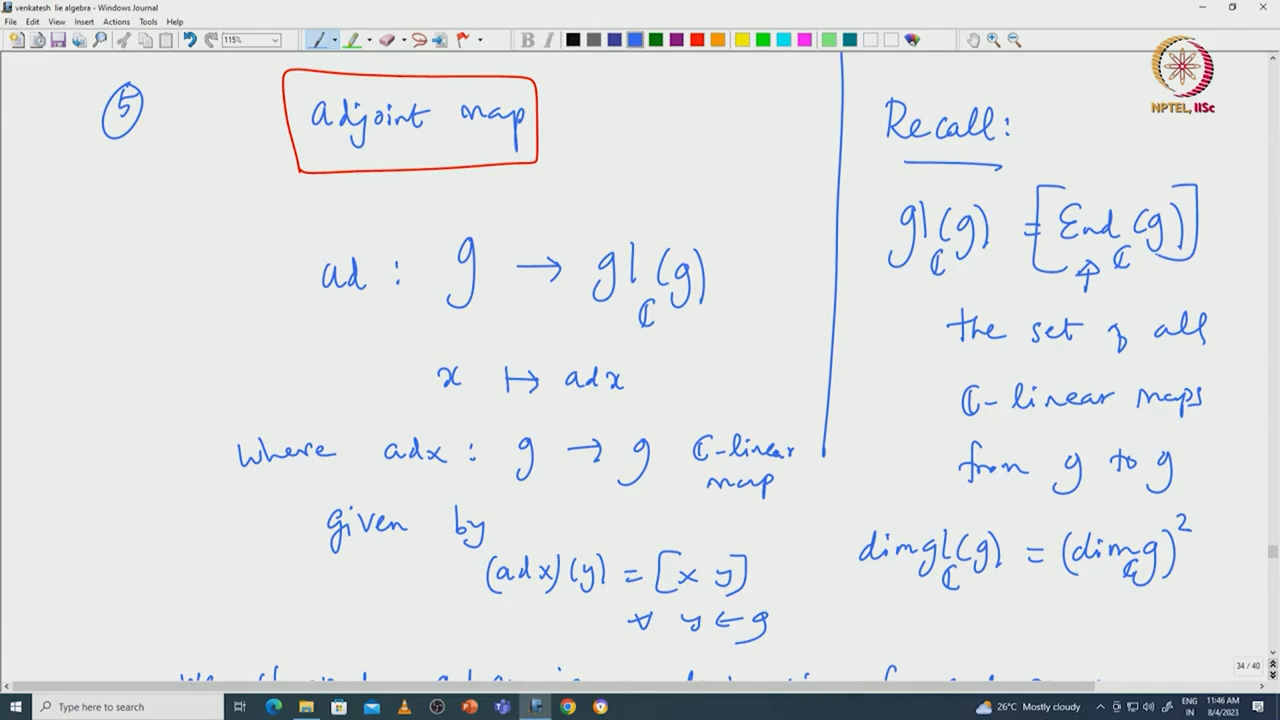 venkatesh lie algebra - Windows Journal
File Edit View Insert Actions Tools Help
115%
B I
NPTEL, IISc
5
Adjoint map
ad : g → gl_ℂ(g)
x ↦ adx
where adx : g → g ℂ-linear map
given by
(adx)(y) = [x y]
∀ y ∈ g
Recall:
gl_ℂ(g) = [End_ℂ(g)]
↑
the set of all
ℂ-linear maps
from g to g
dim gl_ℂ(g) = (dim_ℂ g)²
34 / 40
Type here to search
26°C Mostly cloudy
ENG
IN
11:46 AM
8/4/2023